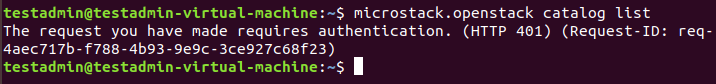 testadmin@testadmin-virtual-machine:~$ microstack.openstack catalog list
The request you have made requires authentication. (HTTP 401) (Request-ID: req-
4aec717b-f788-4b93-9e9c-3ce927c68f23)
testadmin@testadmin-virtual-machine:~$